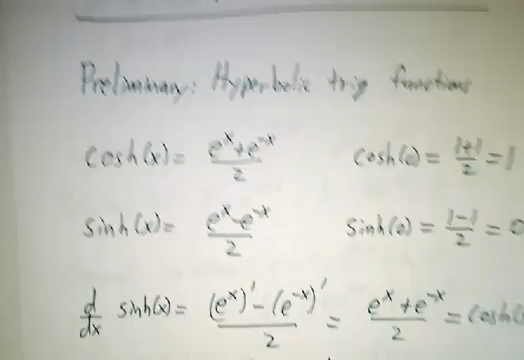 Preliminary: Hyperbolic trig functions
cosh(x) = (e^x + e^-x)/2    cosh(0) = (1+1)/2 = 1
sinh(x) = (e^x - e^-x)/2    sinh(0) = (1-1)/2 = 0
d/dx sinh(x) = ((e^x)' - (e^-x)')/2 = (e^x + e^-x)/2 = cosh(